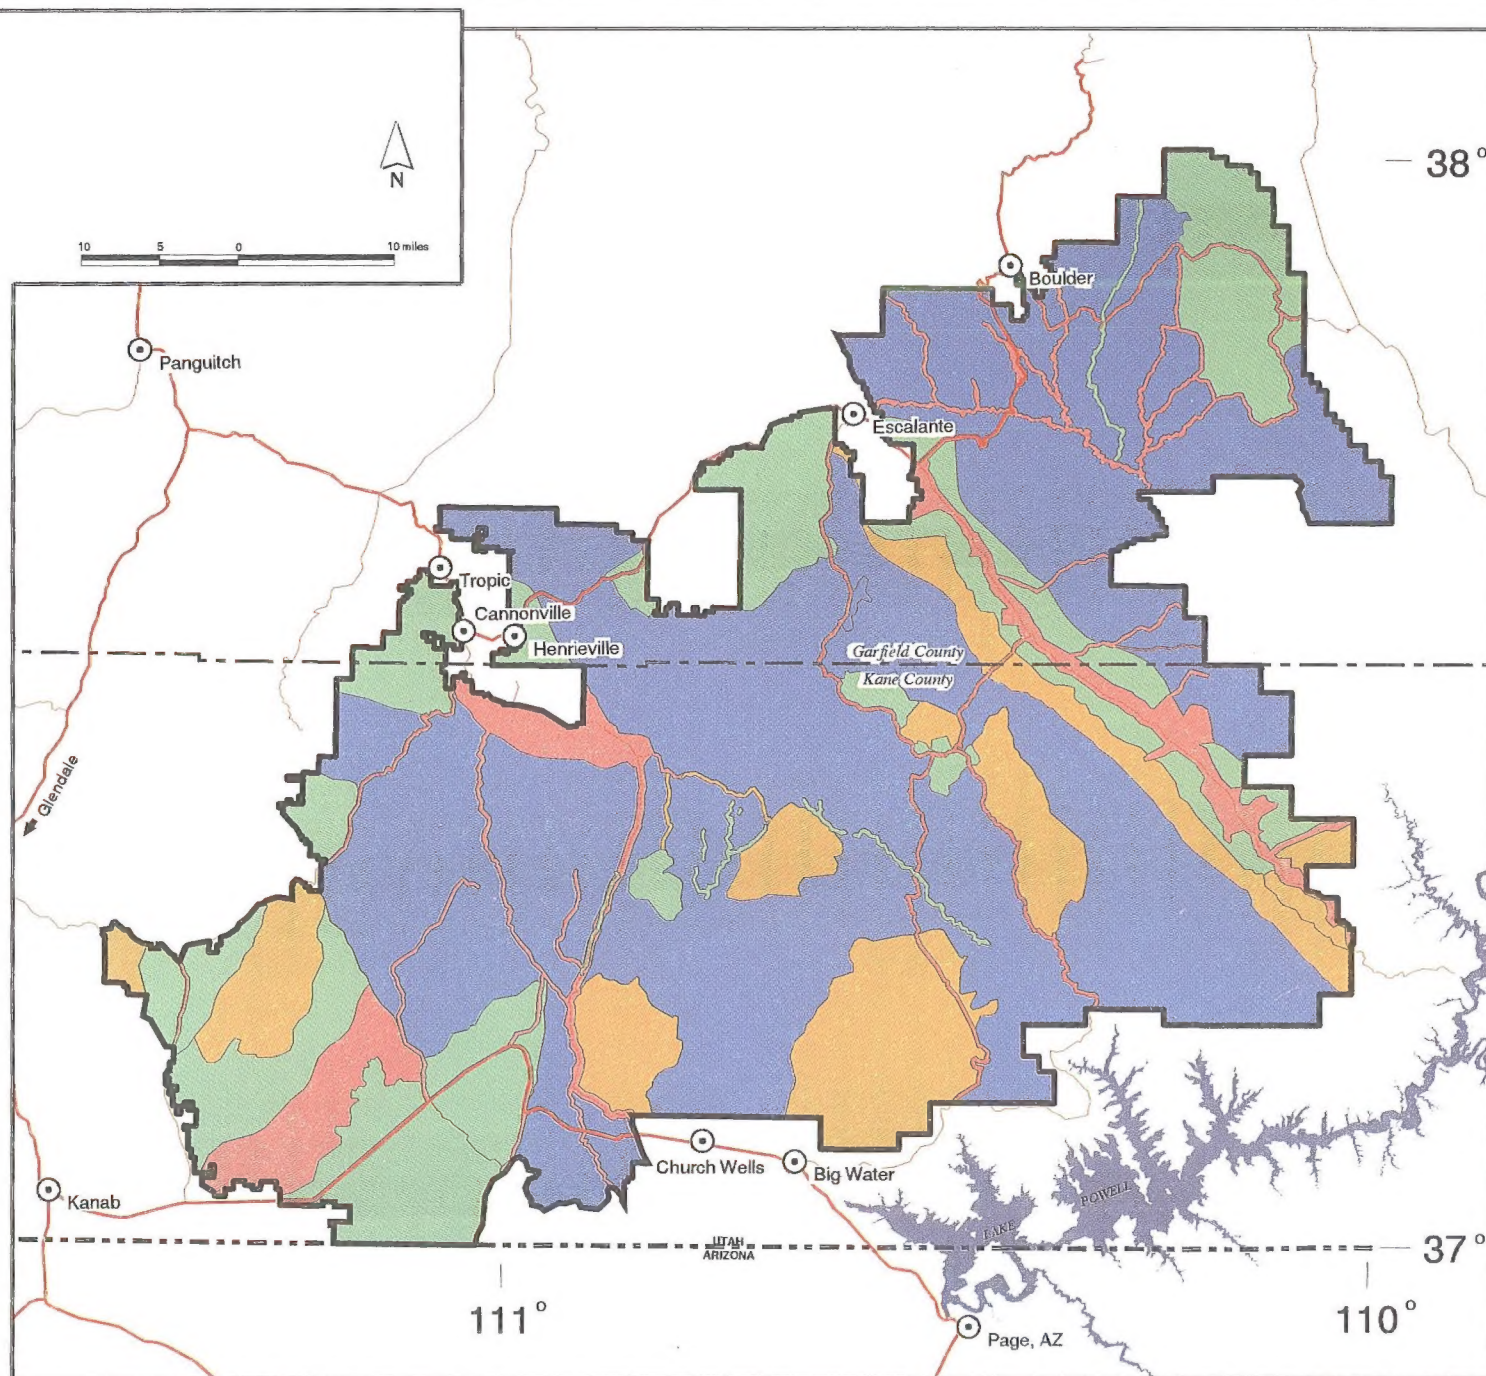 N
10 5 0 10 miles
38°
Boulder
Panguitch
Escalante
Tropic
Cannonville
Henrieville
Garfield County
Kane County
Glendale
Church Wells
Big Water
Kanab
LAKE POWELL
UTAH
ARIZONA
37°
111° 110°
Page, AZ